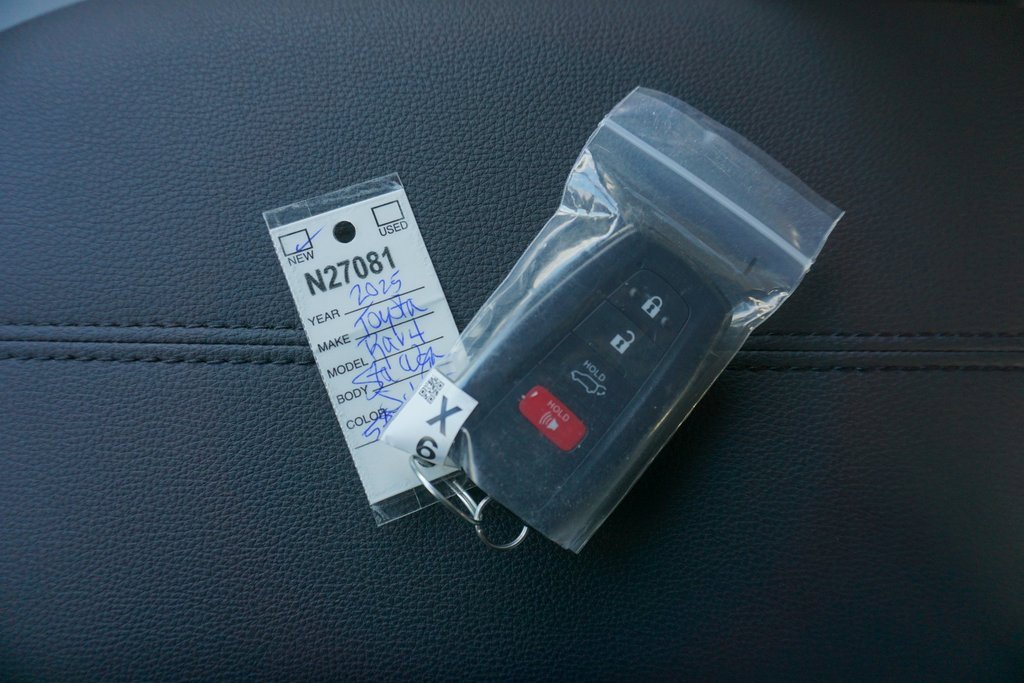 NEW
USED
N27081
YEAR 2025
MAKE Toyota
MODEL Rav4
BODY
COLOR
X
6
HOLD
HOLD